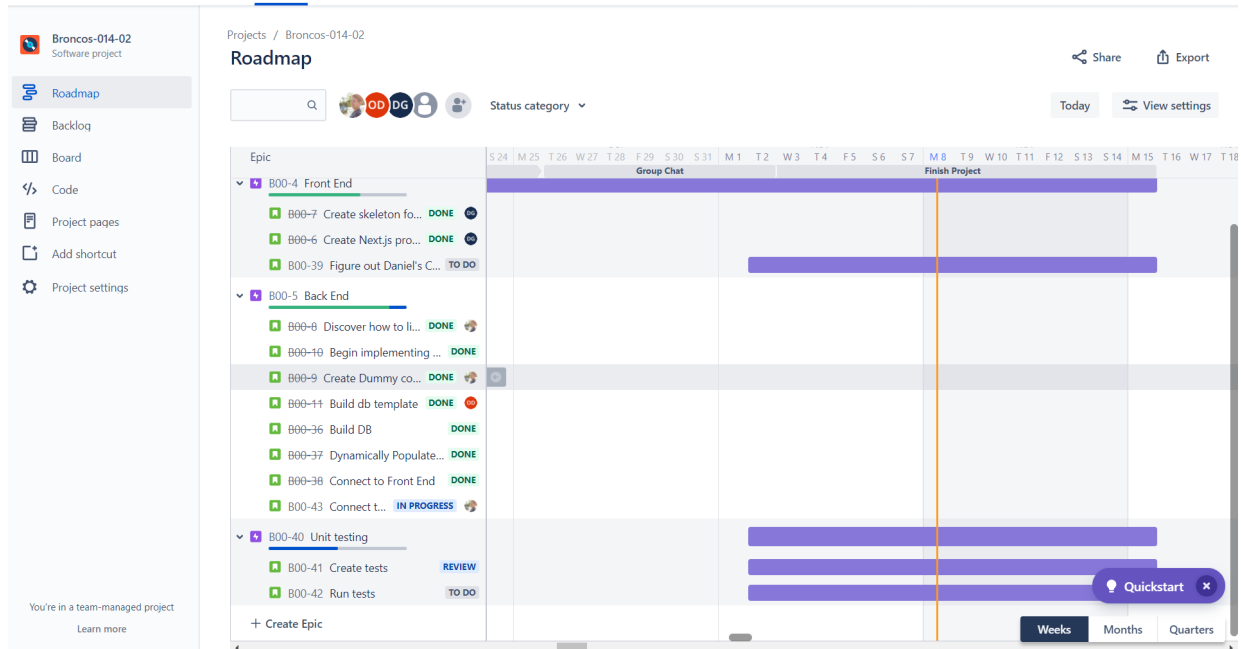 Broncos-014-02
Software project
Roadmap
Backlog
Board
Code
Project pages
Add shortcut
Project settings
You're in a team-managed project
Learn more
Projects / Broncos-014-02
Roadmap
Share
Export
OD DG
Status category
Today
View settings
Epic
S 24 M 25 T 26 W 27 T 28 F 29 S 30 S 31 M 1 T 2 W 3 T 4 F 5 S 6 S 7 M 8 T 9 W 10 T 11 F 12 S 13 S 14 M 15 T 16 W 17 T 18
Group Chat Finish Project
B00-4 Front End
B00-7 Create skeleton fo... DONE DG
B00-6 Create Next.js pro... DONE DG
B00-39 Figure out Daniel's C... TO DO
B00-5 Back End
B00-8 Discover how to li... DONE
B00-10 Begin implementing ... DONE
B00-9 Create Dummy co... DONE
B00-11 Build db template DONE OD
B00-36 Build DB DONE
B00-37 Dynamically Populate... DONE
B00-38 Connect to Front End DONE
B00-43 Connect t... IN PROGRESS
B00-40 Unit testing
B00-41 Create tests REVIEW
B00-42 Run tests TO DO
+ Create Epic
Quickstart
Weeks Months Quarters